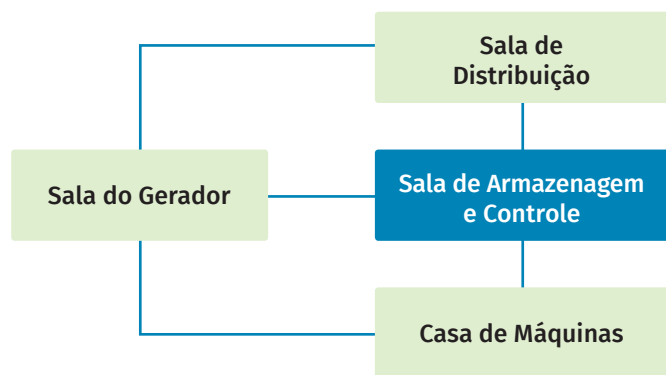 Sala de
Distribuição
Sala do Gerador
Sala de Armazenagem
e Controle
Casa de Máquinas